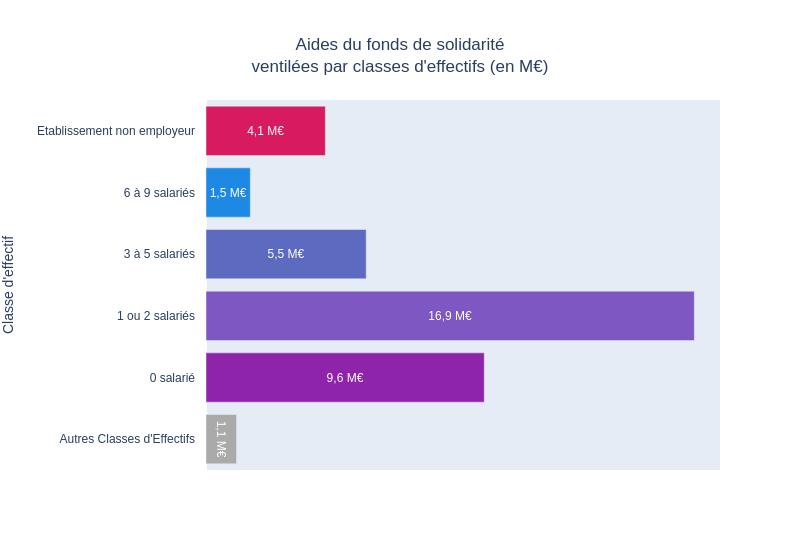 Aides du fonds de solidarité
ventilées par classes d'effectifs (en M€)
Classe d'effectif
Etablissement non employeur
4,1 M€
6 à 9 salariés
1,5 M€
3 à 5 salariés
5,5 M€
1 ou 2 salariés
16,9 M€
0 salarié
9,6 M€
Autres Classes d'Effectifs
1,1 M€